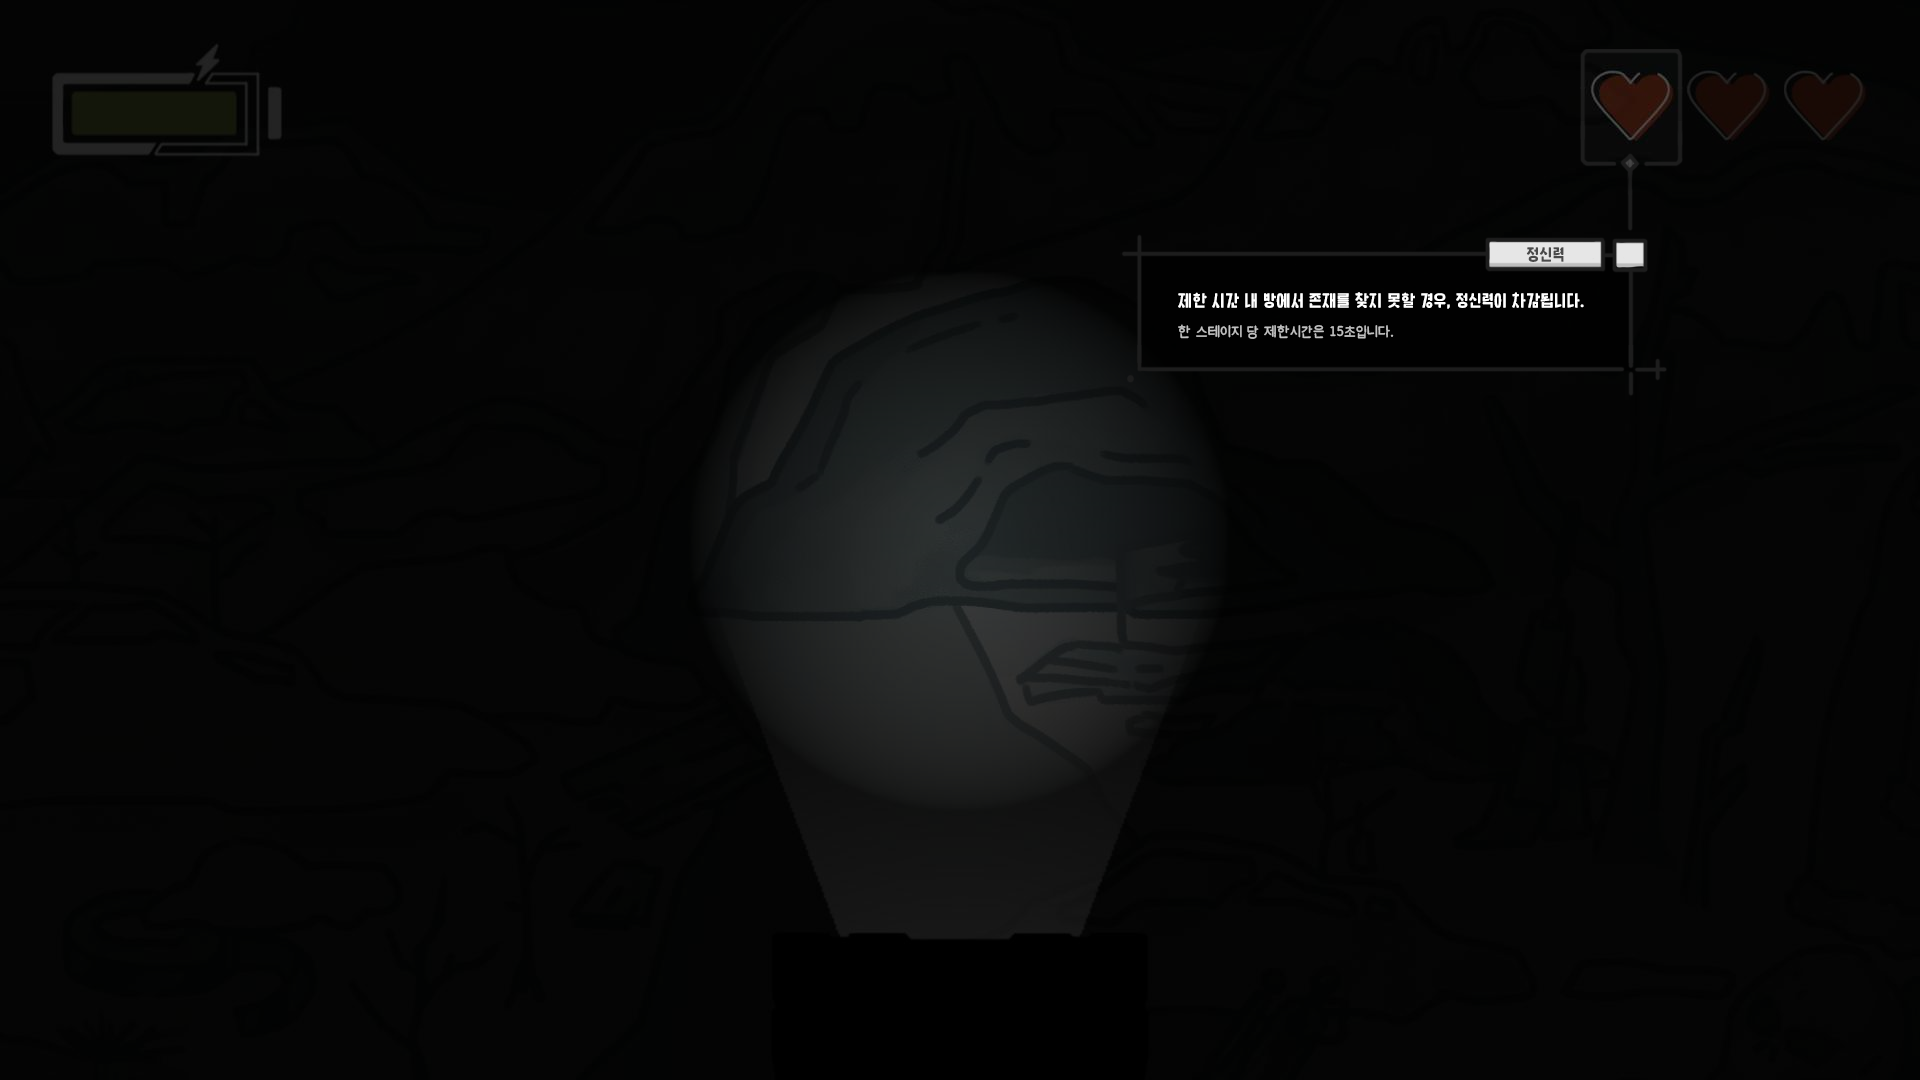 정신력
제한 시간 내 방에서 존재를 찾지 못할 경우, 정신력이 차감됩니다.
한 스테이지 당 제한시간은 15초입니다.